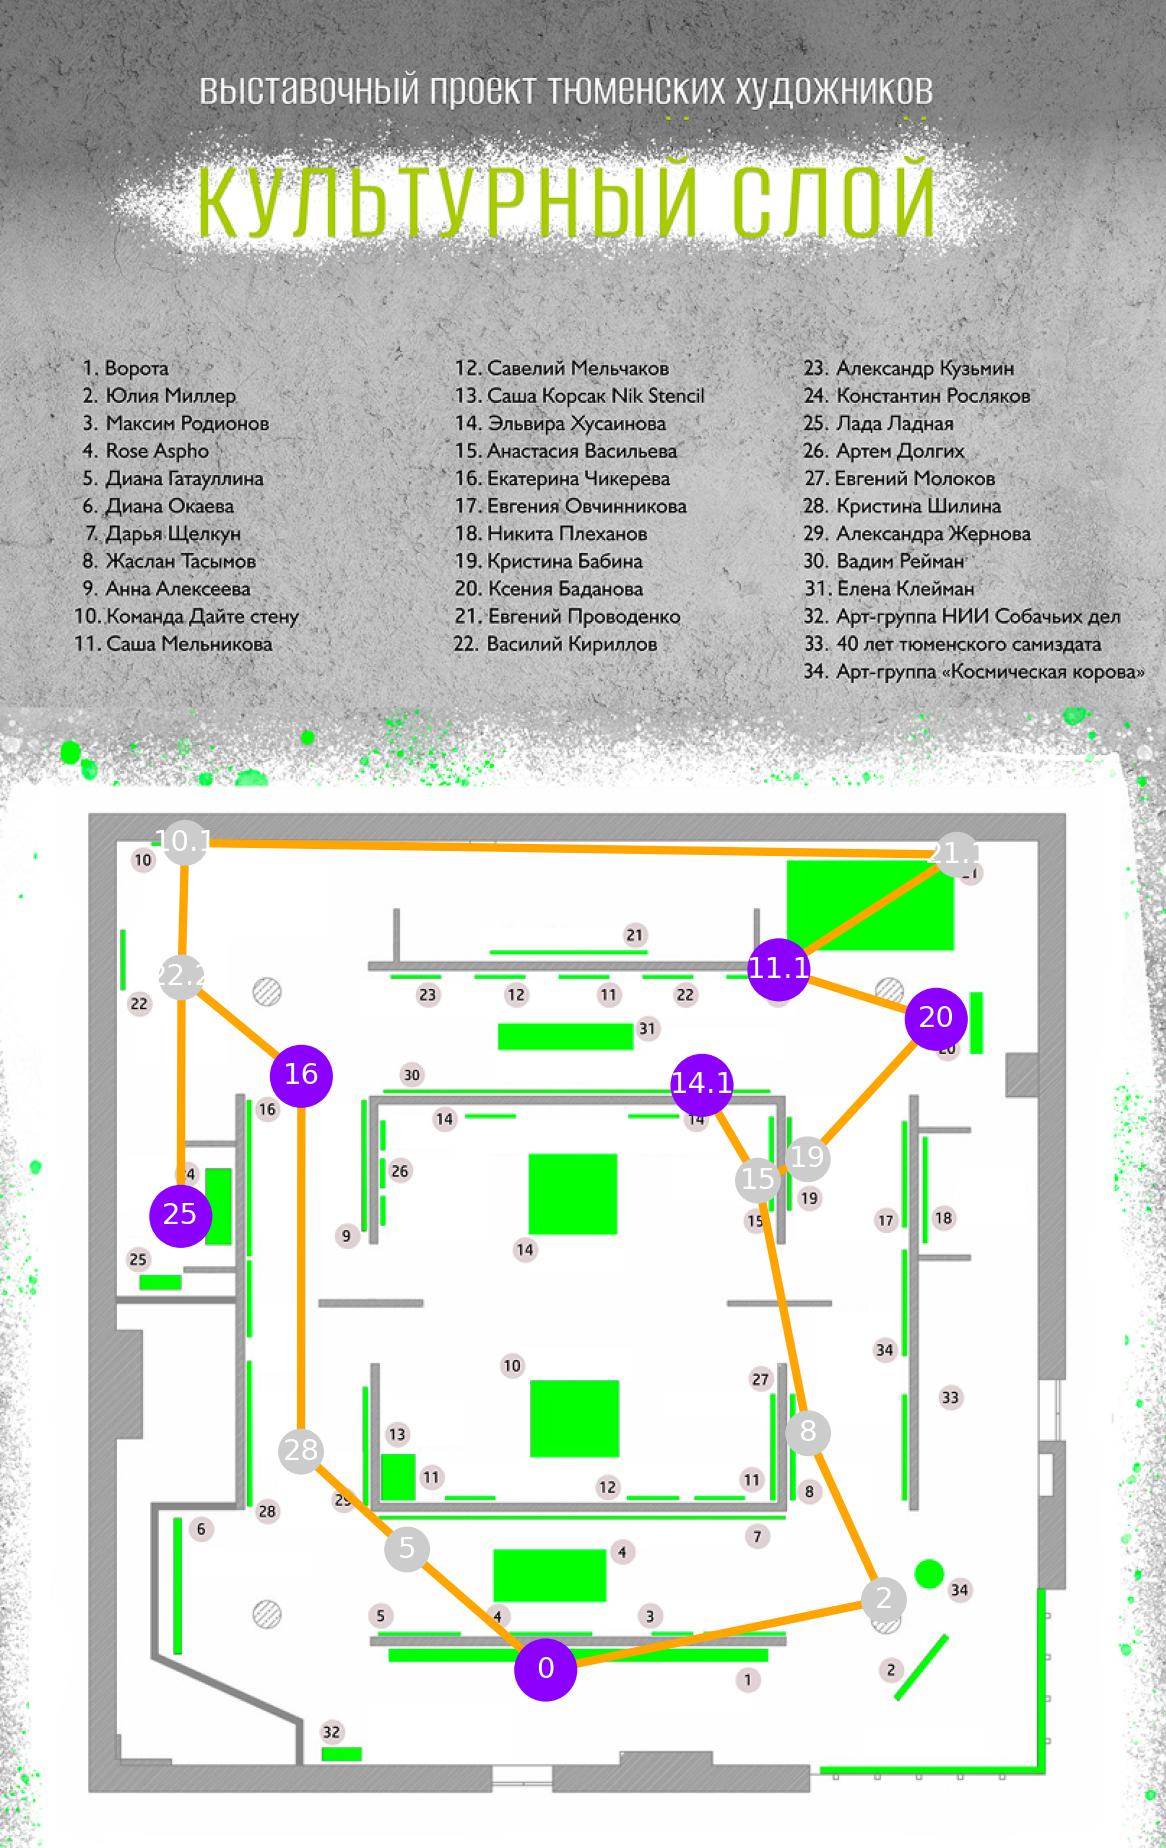 выставочный проект тюменских художников
КУЛЬТУРНЫЙ СЛОЙ
1. Ворота
2. Юлия Миллер
3. Максим Родионов
4. Rose Aspho
5. Диана Гатауллина
6. Диана Окаева
7. Дарья Щелкун
8. Жаслан Тасымов
9. Анна Алексеева
10. Команда Дайте стену
11. Саша Мельникова
12. Савелий Мельчаков
13. Саша Корсак Nik Stencil
14. Эльвира Хусаинова
15. Анастасия Васильева
16. Екатерина Чикерева
17. Евгения Овчинникова
18. Никита Плеханов
19. Кристина Бабина
20. Ксения Баданова
21. Евгений Проводенко
22. Василий Кириллов
23. Александр Кузьмин
24. Константин Росляков
25. Лада Ладная
26. Артем Долгих
27. Евгений Молоков
28. Кристина Шилина
29. Александра Жернова
30. Вадим Рейман
31. Елена Клейман
32. Арт-группа НИИ Собачьих дел
33. 40 лет тюменского самиздата
34. Арт-группа «Космическая корова»
10.1 21.1
10
21
11.1
22
23 12 11 22
20
31
16
30
14.1
16
14 14
26
15 19
19
25
9
15
17 18
25
14
34
10 27
33
13
8
28
11 12 11
8
29
28
6
7
5
4
34
2
5 4 3
0
2
1
32